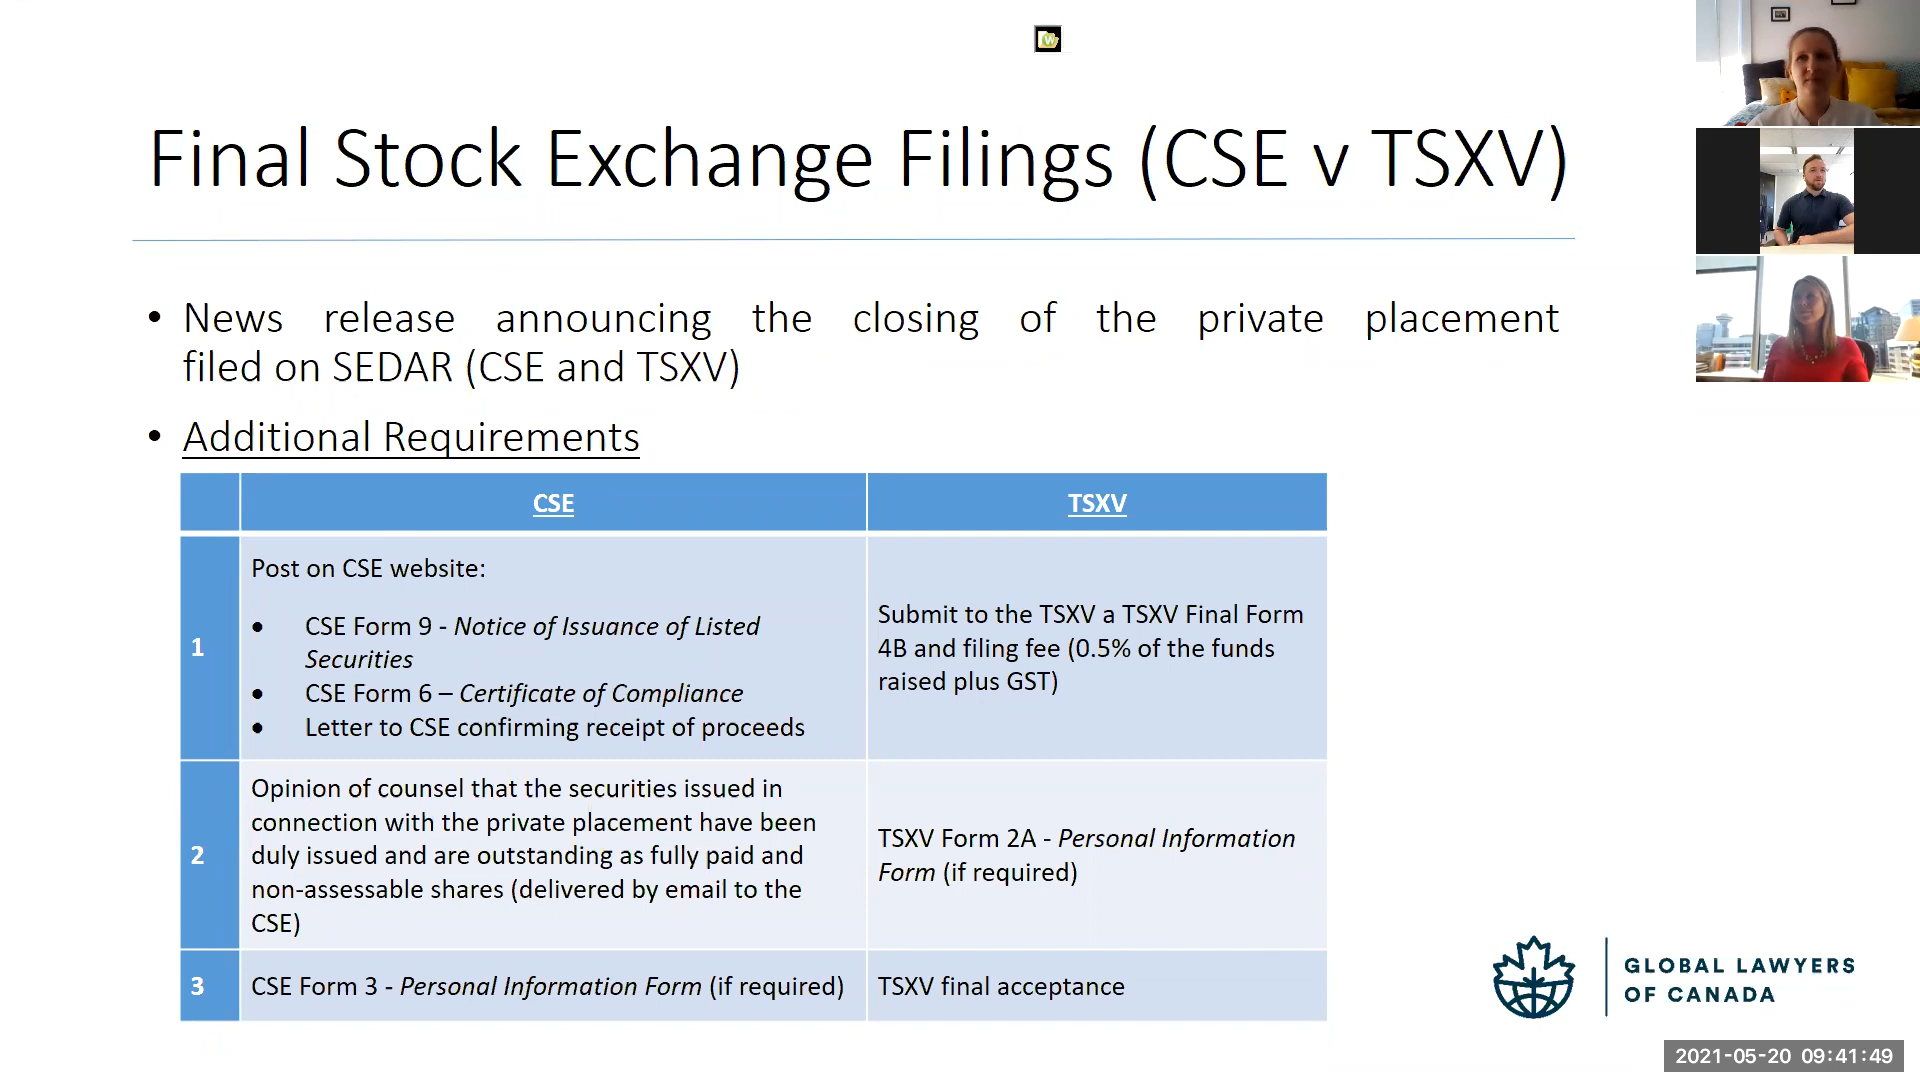 Final Stock Exchange Filings (CSE v TSXV)
• News release announcing the closing of the private placement
filed on SEDAR (CSE and TSXV)
• Additional Requirements
CSE
TSXV
1
Post on CSE website:
• CSE Form 9 - Notice of Issuance of Listed
Securities
• CSE Form 6 – Certificate of Compliance
• Letter to CSE confirming receipt of proceeds
Submit to the TSXV a TSXV Final Form
4B and filing fee (0.5% of the funds
raised plus GST)
2
Opinion of counsel that the securities issued in
connection with the private placement have been
duly issued and are outstanding as fully paid and
non-assessable shares (delivered by email to the
CSE)
TSXV Form 2A - Personal Information
Form (if required)
3
CSE Form 3 - Personal Information Form (if required)
TSXV final acceptance
GLOBAL LAWYERS
OF CANADA
2021-05-20 09:41:49